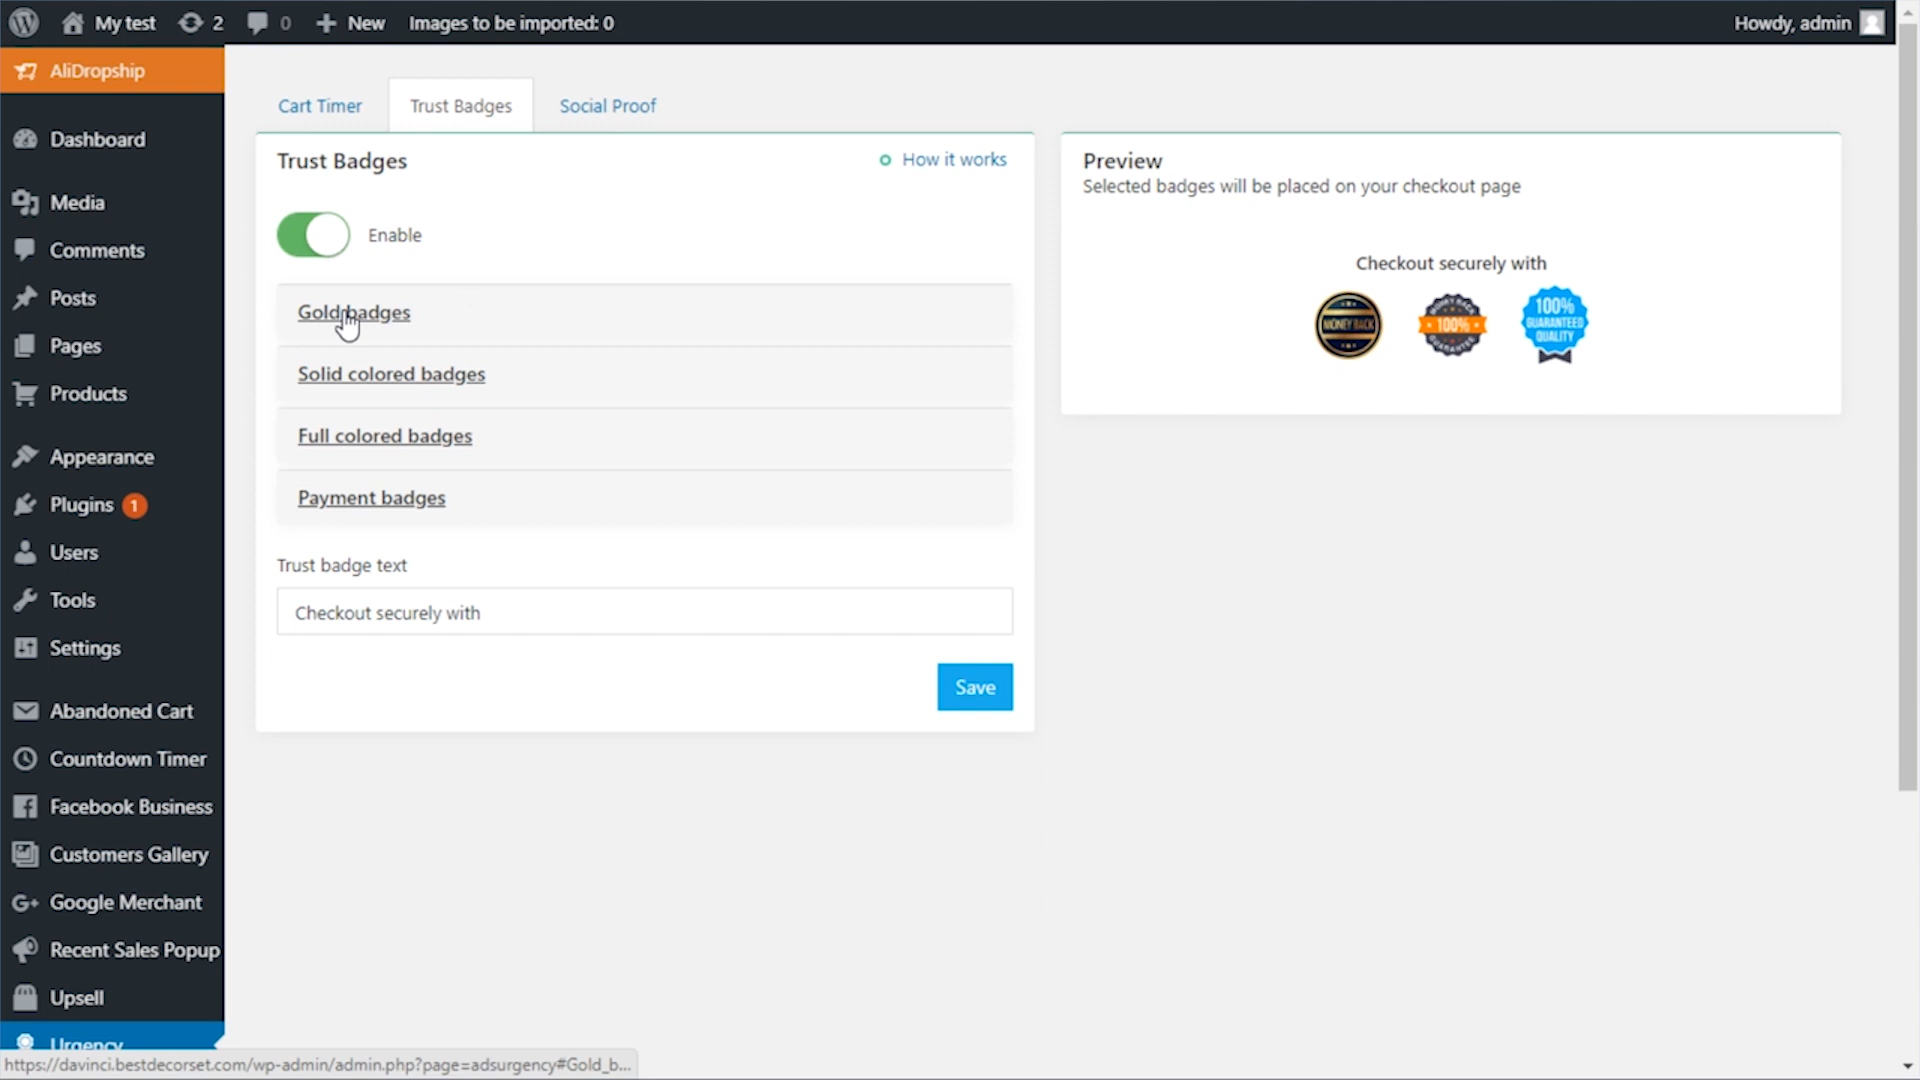 My test
2
0
New
Images to be imported: 0
Howdy, admin
AliDropship
Dashboard
Media
Comments
Posts
Pages
Products
Appearance
Plugins 1
Users
Tools
Settings
Abandoned Cart
Countdown Timer
Facebook Business
Customers Gallery
G+ Google Merchant
Recent Sales Popup
Upsell
Urgency
Cart Timer
Trust Badges
Social Proof
Trust Badges
How it works
Enable
Gold badges
Solid colored badges
Full colored badges
Payment badges
Trust badge text
Checkout securely with
Save
Preview
Selected badges will be placed on your checkout page
Checkout securely with
MONEY BACK
MONEY BACK
100%
GUARANTEE
100%
GUARANTEED
QUALITY
https://davinci.bestdecorset.com/wp-admin/admin.php?page=adsurgency#Gold_b...